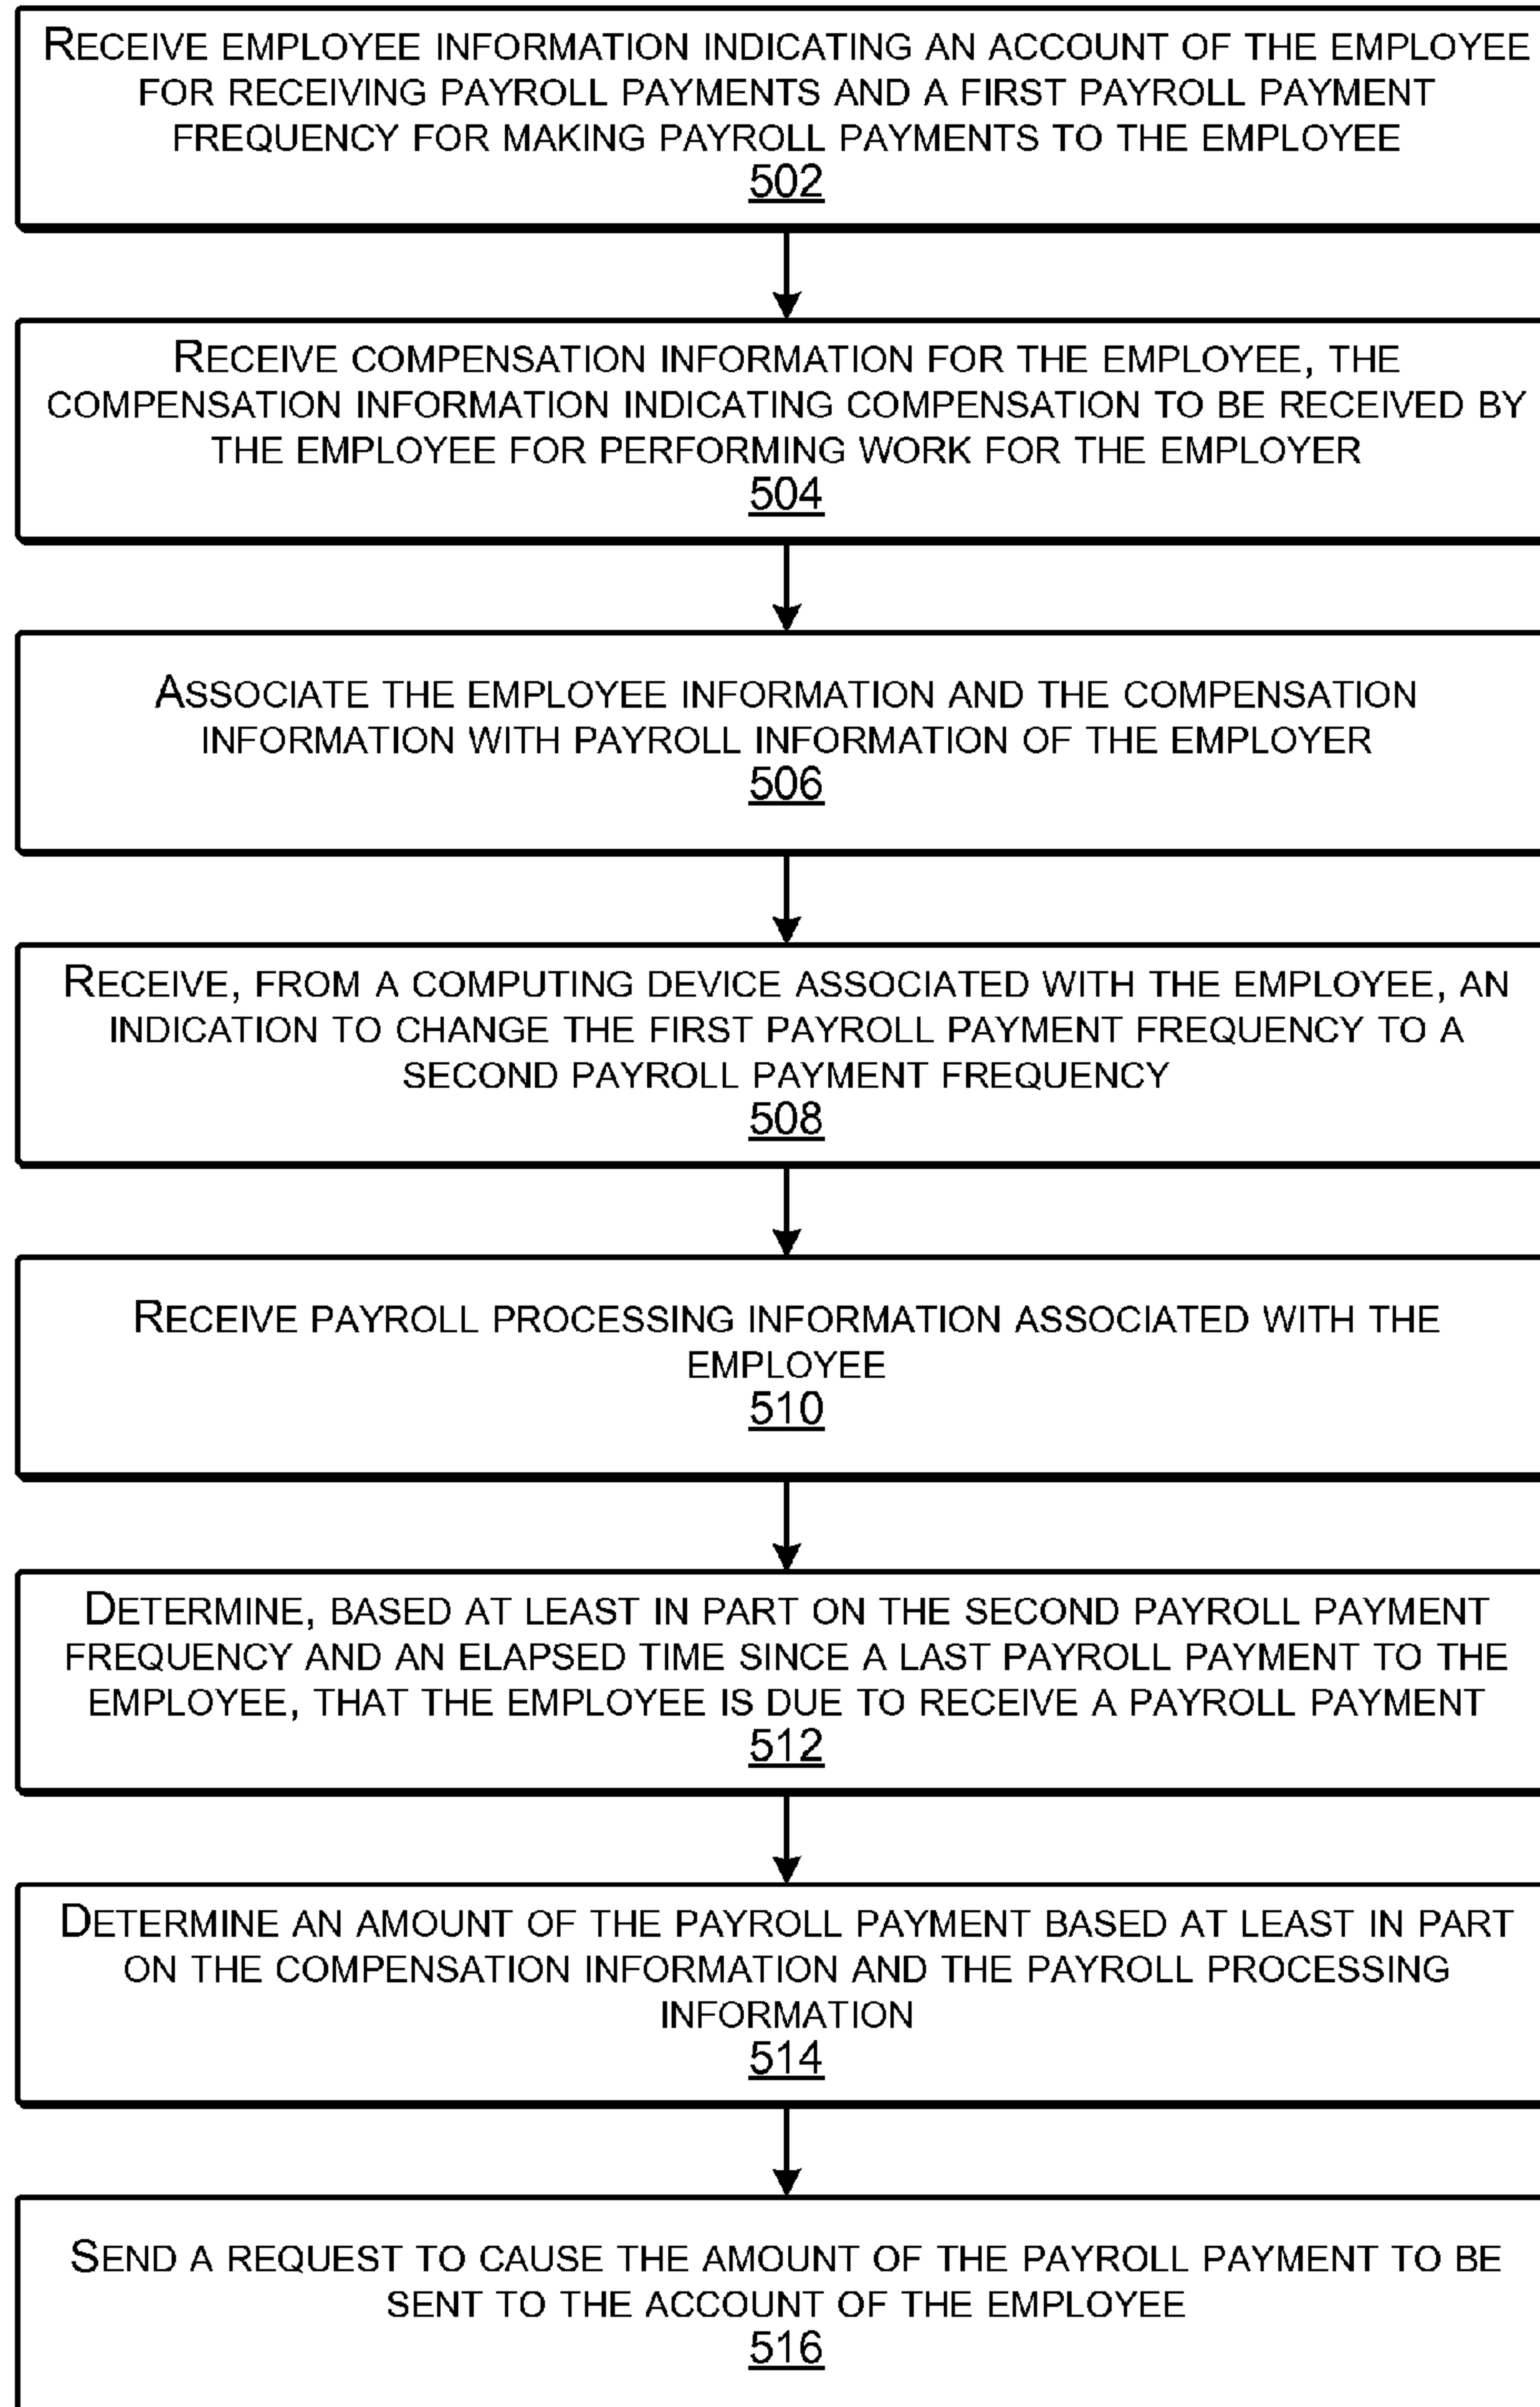 RECEIVE EMPLOYEE INFORMATION INDICATING AN ACCOUNT OF THE EMPLOYEE
FOR RECEIVING PAYROLL PAYMENTS AND A FIRST PAYROLL PAYMENT
FREQUENCY FOR MAKING PAYROLL PAYMENTS TO THE EMPLOYEE
502
RECEIVE COMPENSATION INFORMATION FOR THE EMPLOYEE, THE
COMPENSATION INFORMATION INDICATING COMPENSATION TO BE RECEIVED BY
THE EMPLOYEE FOR PERFORMING WORK FOR THE EMPLOYER
504
ASSOCIATE THE EMPLOYEE INFORMATION AND THE COMPENSATION
INFORMATION WITH PAYROLL INFORMATION OF THE EMPLOYER
506
RECEIVE, FROM A COMPUTING DEVICE ASSOCIATED WITH THE EMPLOYEE, AN
INDICATION TO CHANGE THE FIRST PAYROLL PAYMENT FREQUENCY TO A
SECOND PAYROLL PAYMENT FREQUENCY
508
RECEIVE PAYROLL PROCESSING INFORMATION ASSOCIATED WITH THE
EMPLOYEE
510
DETERMINE, BASED AT LEAST IN PART ON THE SECOND PAYROLL PAYMENT
FREQUENCY AND AN ELAPSED TIME SINCE A LAST PAYROLL PAYMENT TO THE
EMPLOYEE, THAT THE EMPLOYEE IS DUE TO RECEIVE A PAYROLL PAYMENT
512
DETERMINE AN AMOUNT OF THE PAYROLL PAYMENT BASED AT LEAST IN PART
ON THE COMPENSATION INFORMATION AND THE PAYROLL PROCESSING
INFORMATION
514
SEND A REQUEST TO CAUSE THE AMOUNT OF THE PAYROLL PAYMENT TO BE
SENT TO THE ACCOUNT OF THE EMPLOYEE
516